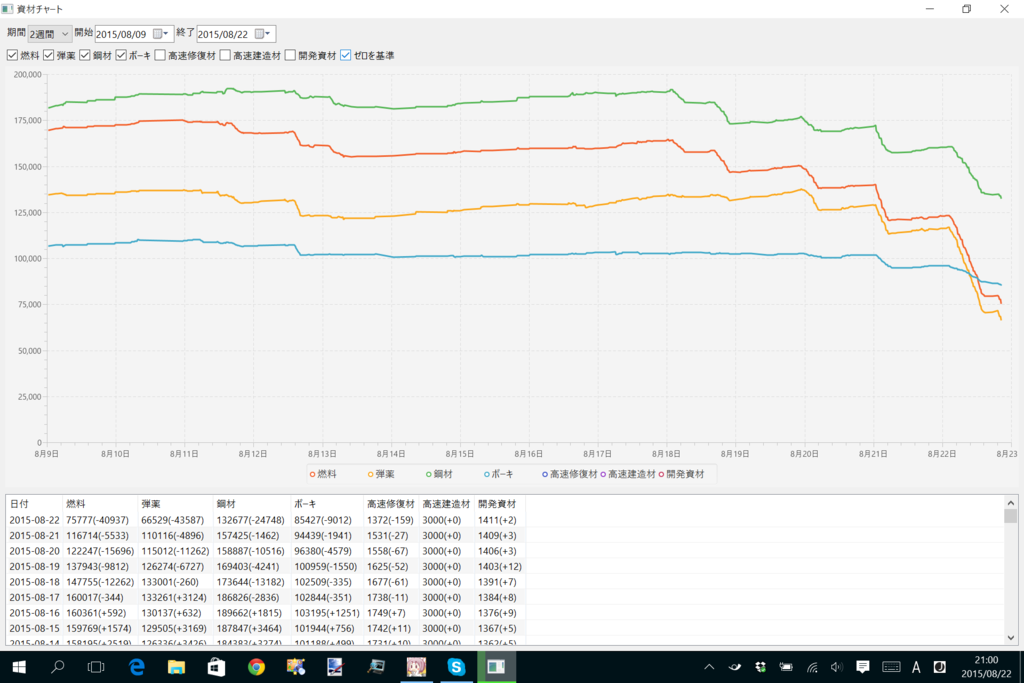 資材チャート
期間 2週間 開始 2015/08/09 終了 2015/08/22
燃料 弾薬 鋼材 ボーキ 高速修復材 高速建造材 開発資材 ゼロを基準
200,000
175,000
150,000
125,000
100,000
75,000
50,000
25,000
0
8月9日 8月10日 8月11日 8月12日 8月13日 8月14日 8月15日 8月16日 8月17日 8月18日 8月19日 8月20日 8月21日 8月22日 8月23
燃料 弾薬 鋼材 ボーキ 高速修復材 高速建造材 開発資材
日付 燃料 弾薬 鋼材 ボーキ 高速修復材 高速建造材 開発資材
2015-08-22 75777(-40937) 66529(-43587) 132677(-24748) 85427(-9012) 1372(-159) 3000(+0) 1411(+2)
2015-08-21 116714(-5533) 110116(-4896) 157425(-1462) 94439(-1941) 1531(-27) 3000(+0) 1409(+3)
2015-08-20 122247(-15696) 115012(-11262) 158887(-10516) 96380(-4579) 1558(-67) 3000(+0) 1406(+3)
2015-08-19 137943(-9812) 126274(-6727) 169403(-4241) 100959(-1550) 1625(-52) 3000(+0) 1403(+12)
2015-08-18 147755(-12262) 133001(-260) 173644(-13182) 102509(-335) 1677(-61) 3000(+0) 1391(+7)
2015-08-17 160017(-344) 133261(+3124) 186826(-2836) 102844(-351) 1738(-11) 3000(+0) 1384(+8)
2015-08-16 160361(+592) 130137(+632) 189662(+1815) 103195(+1251) 1749(+7) 3000(+0) 1376(+9)
2015-08-15 159769(+1574) 129505(+3169) 187847(+3464) 101944(+756) 1742(+11) 3000(+0) 1367(+5)
2015-08-14 158195(+2519) 126336(+3426) 184383(+3274) 101188(+499) 1731(+10) 3000(+0) 1362(+5)
A
21:00
2015/08/22